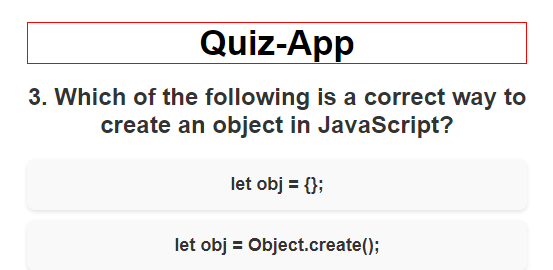 Quiz-App
3. Which of the following is a correct way to
create an object in JavaScript?
let obj = {};
let obj = Object.create();